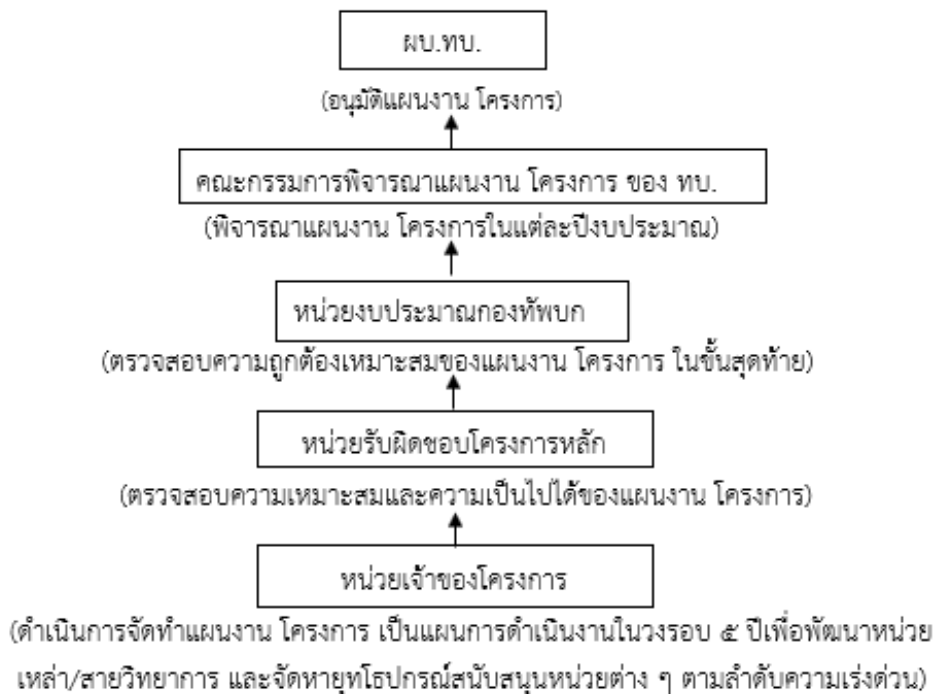 ผบ.ทบ.
(อนุมัติแผนงาน โครงการ)
คณะกรรมการพิจารณาแผนงาน โครงการ ของ ทบ.
(พิจารณาแผนงาน โครงการในแต่ละปีงบประมาณ)
หน่วยงบประมาณกองทัพบก
(ตรวจสอบความถูกต้องเหมาะสมของแผนงาน โครงการ ในขั้นสุดท้าย)
หน่วยรับผิดชอบโครงการหลัก
(ตรวจสอบความเหมาะสมและความเป็นไปได้ของแผนงาน โครงการ)
หน่วยเจ้าของโครงการ
(ดำเนินการจัดทำแผนงาน โครงการ เป็นแผนการดำเนินงานในวงรอบ ๕ ปีเพื่อพัฒนาหน่วย
เหล่า/สายวิทยาการ และจัดหายุทโธปกรณ์สนับสนุนหน่วยต่าง ๆ ตามลำดับความเร่งด่วน)